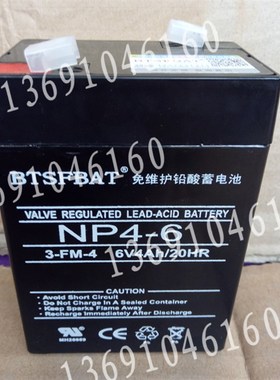 13691046160
BTSFBAT 免维护铅酸蓄电池
VALVE REGULATED LEAD-ACID BATTERY
NP4-6
3-FM-4 6V4Ah/20HR
13691046160
CAUTION:
• Avoid Short Circuit
• Do Not Charge in a Sealed Container
• Keep Sparks Flame Away
• Recharge Immediately After Discharge
MH28099
13691046160